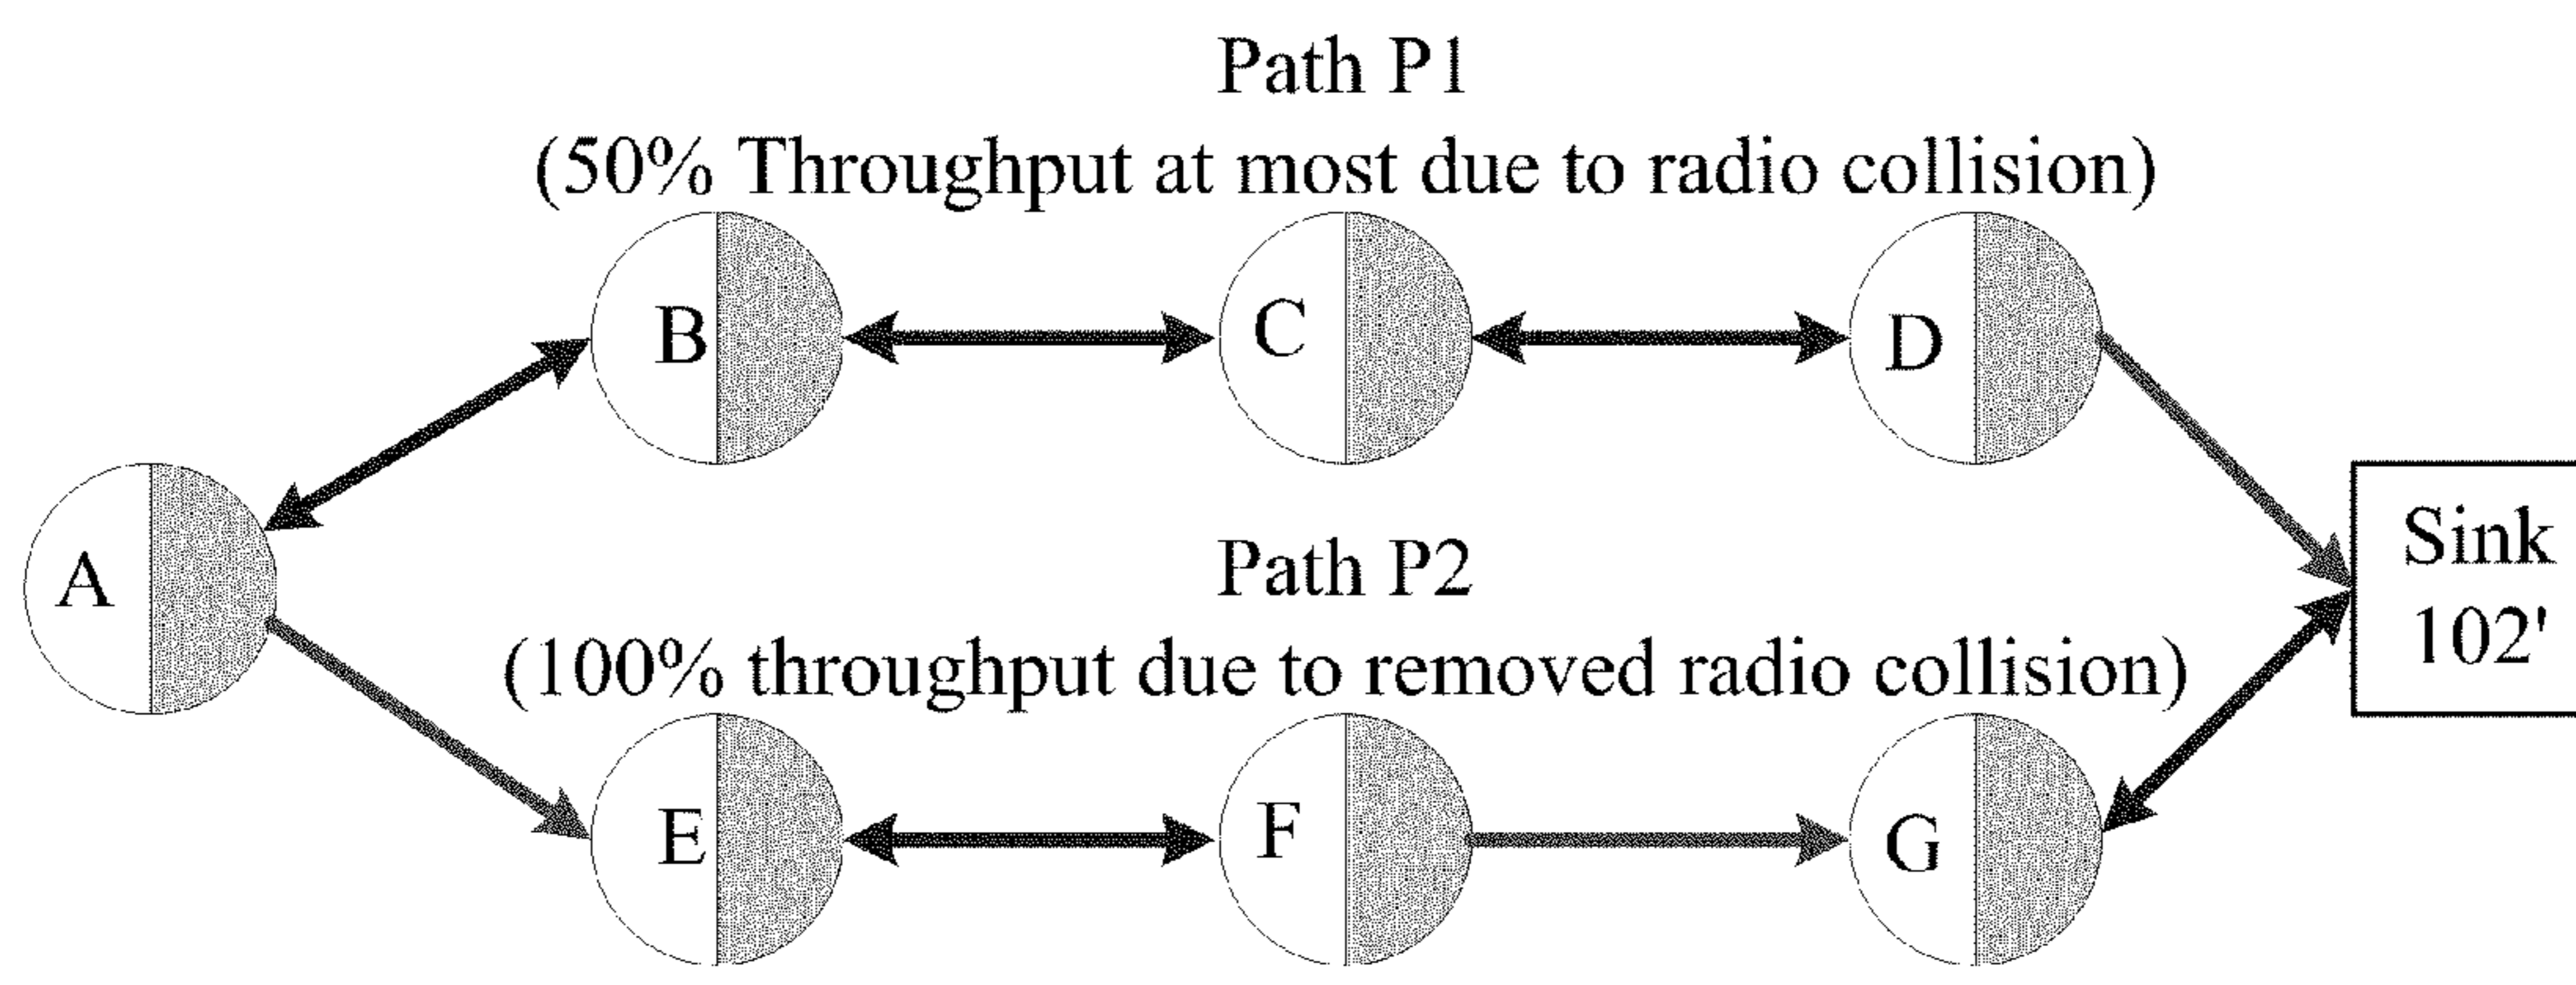 Path P1
(50% Throughput at most due to radio collision)
B
C
D
A
Sink
102'
Path P2
(100% throughput due to removed radio collision)
E
F
G